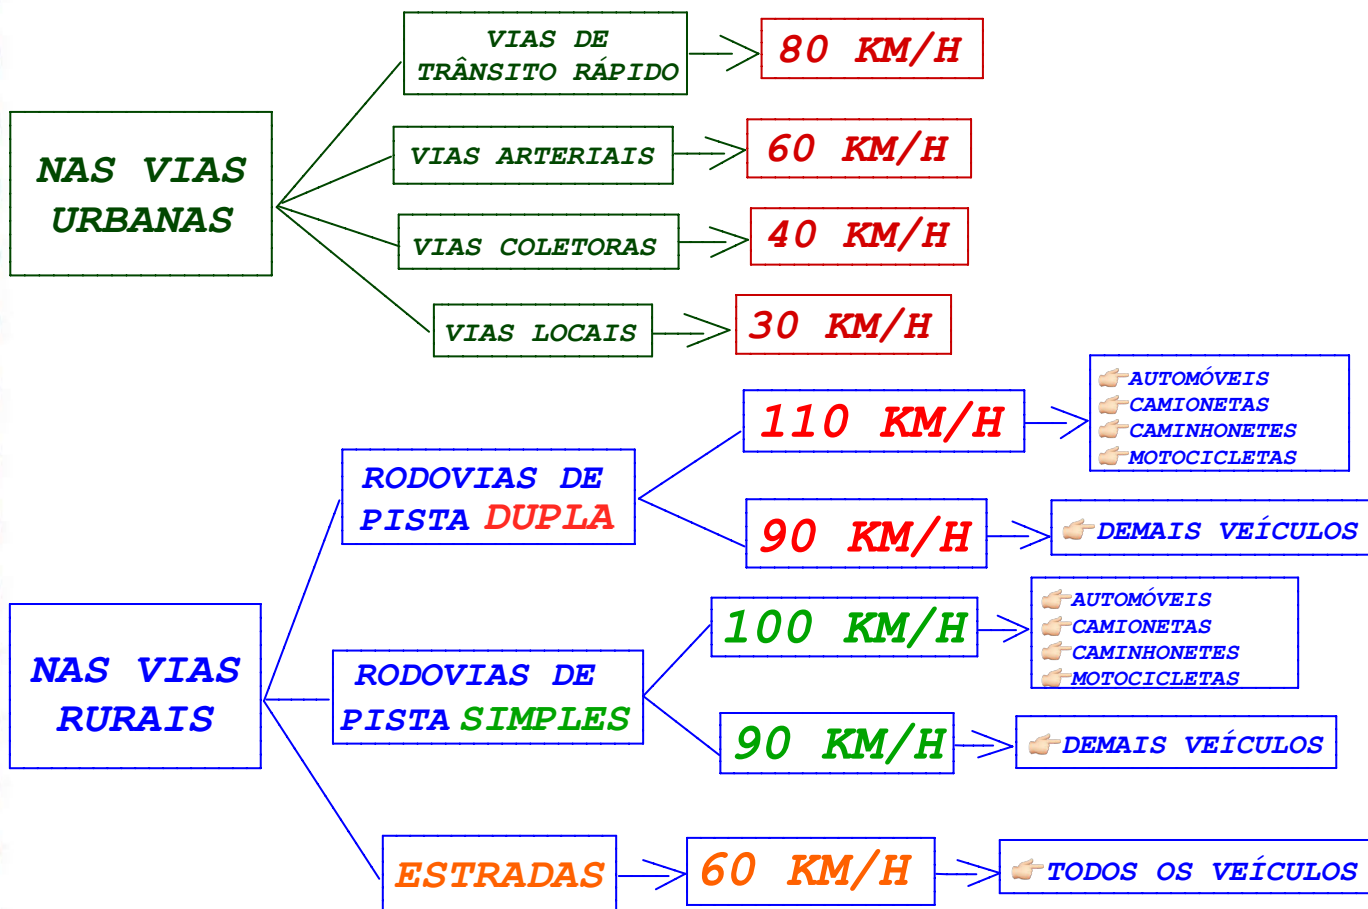 NAS VIAS
URBANAS
VIAS DE
TRÂNSITO RÁPIDO
80 KM/H
VIAS ARTERIAIS
60 KM/H
VIAS COLETORAS
40 KM/H
VIAS LOCAIS
30 KM/H
NAS VIAS
RURAIS
RODOVIAS DE
PISTA DUPLA
110 KM/H
👉🏻AUTOMÓVEIS
👉🏻CAMIONETAS
👉🏻CAMINHONETES
👉🏻MOTOCICLETAS
90 KM/H
👉🏻DEMAIS VEÍCULOS
RODOVIAS DE
PISTA SIMPLES
100 KM/H
👉🏻AUTOMÓVEIS
👉🏻CAMIONETAS
👉🏻CAMINHONETES
👉🏻MOTOCICLETAS
90 KM/H
👉🏻DEMAIS VEÍCULOS
ESTRADAS
60 KM/H
👉🏻TODOS OS VEÍCULOS